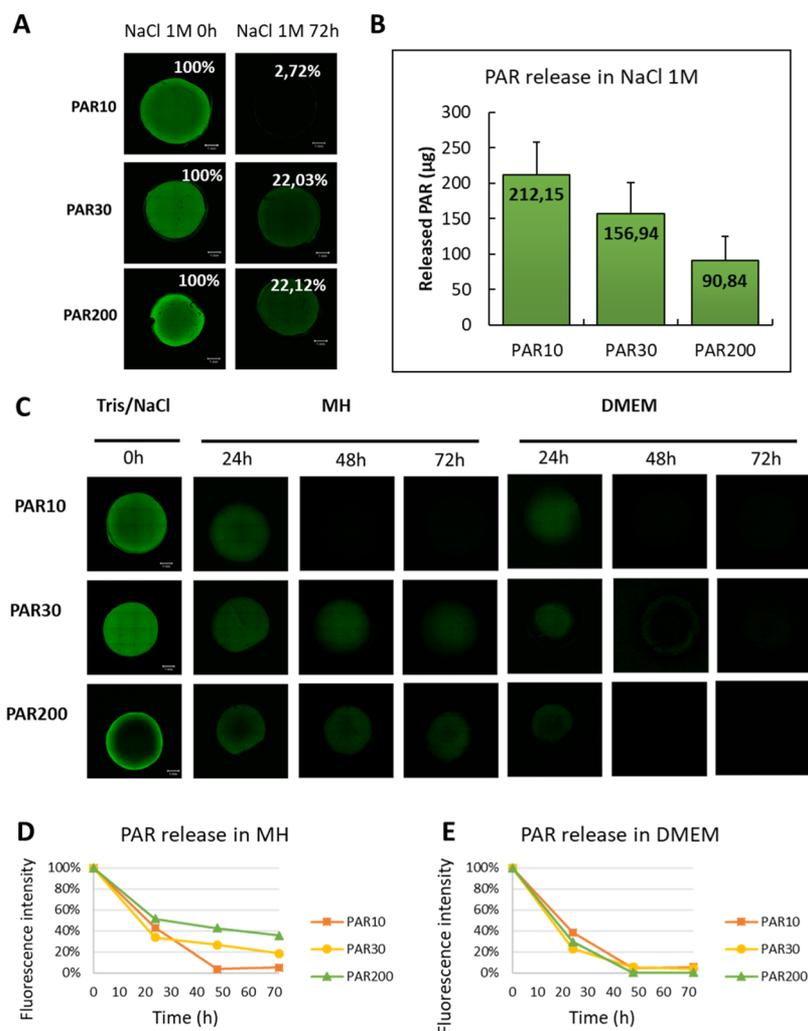 A
NaCl 1M 0h NaCl 1M 72h
PAR10 100% 2,72%
PAR30 100% 22,03%
PAR200 100% 22,12%
B
PAR release in NaCl 1M
Released PAR (µg)
300
250
200
150
100
50
0
212,15
156,94
90,84
PAR10 PAR30 PAR200
C
Tris/NaCl MH DMEM
0h 24h 48h 72h 24h 48h 72h
PAR10
PAR30
PAR200
D
PAR release in MH
Fluorescence intensity
100%
80%
60%
40%
20%
0%
0 10 20 30 40 50 60 70
Time (h)
PAR10
PAR30
PAR200
E
PAR release in DMEM
Fluorescence intensity
100%
80%
60%
40%
20%
0%
0 10 20 30 40 50 60 70
Time (h)
PAR10
PAR30
PAR200